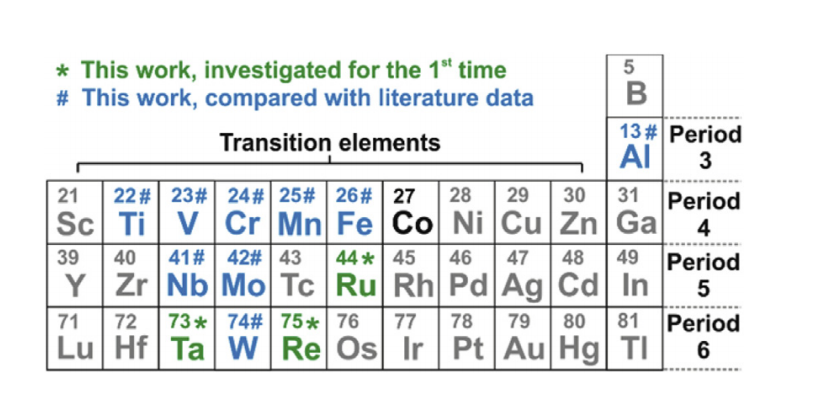 * This work, investigated for the 1st time
# This work, compared with literature data
Transition elements
5
B
13 #
Al
Period
3
21 22 # 23# 24 # 25# 26 # 27 28 29 30 31
Sc Ti V Cr Mn Fe Co Ni Cu Zn Ga
Period
4
39 40 41# 42# 43 44 * 45 46 47 48 49
Y Zr Nb Mo Tc Ru Rh Pd Ag Cd In
Period
5
71 72 73 * 74# 75 * 76 77 78 79 80 81
Lu Hf Ta W Re Os Ir Pt Au Hg Tl
Period
6